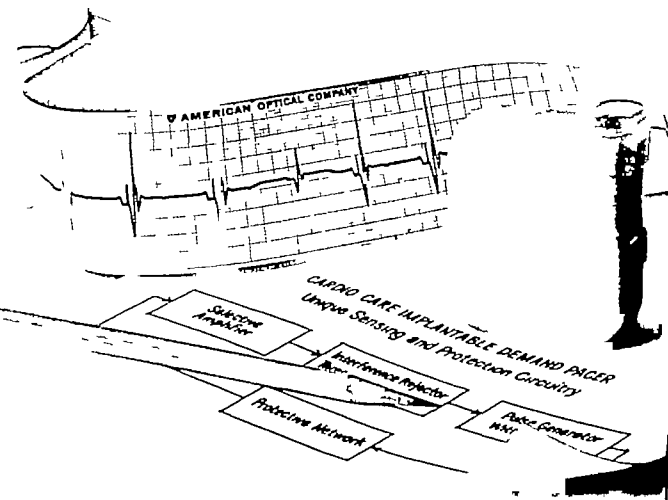 AMERICAN OPTICAL COMPANY
CARDIO CARE IMPLANTABLE DEMAND PACER
Unique Sensing and Protection Circuitry
Selective
Amplifier
Interference Rejector
Pulse Generator
Protective Network